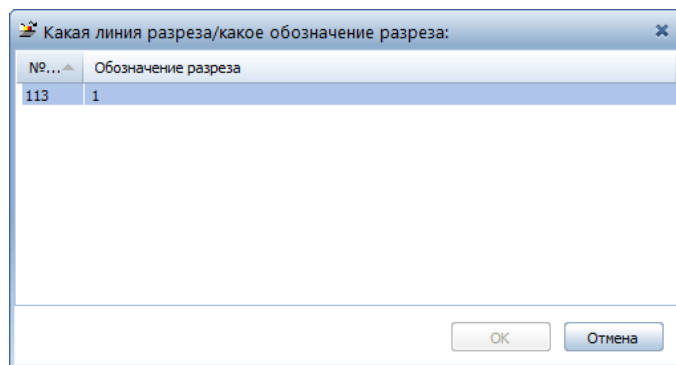 Какая линия разреза/какое обозначение разреза:
№... Обозначение разреза
113 1
OK Отмена